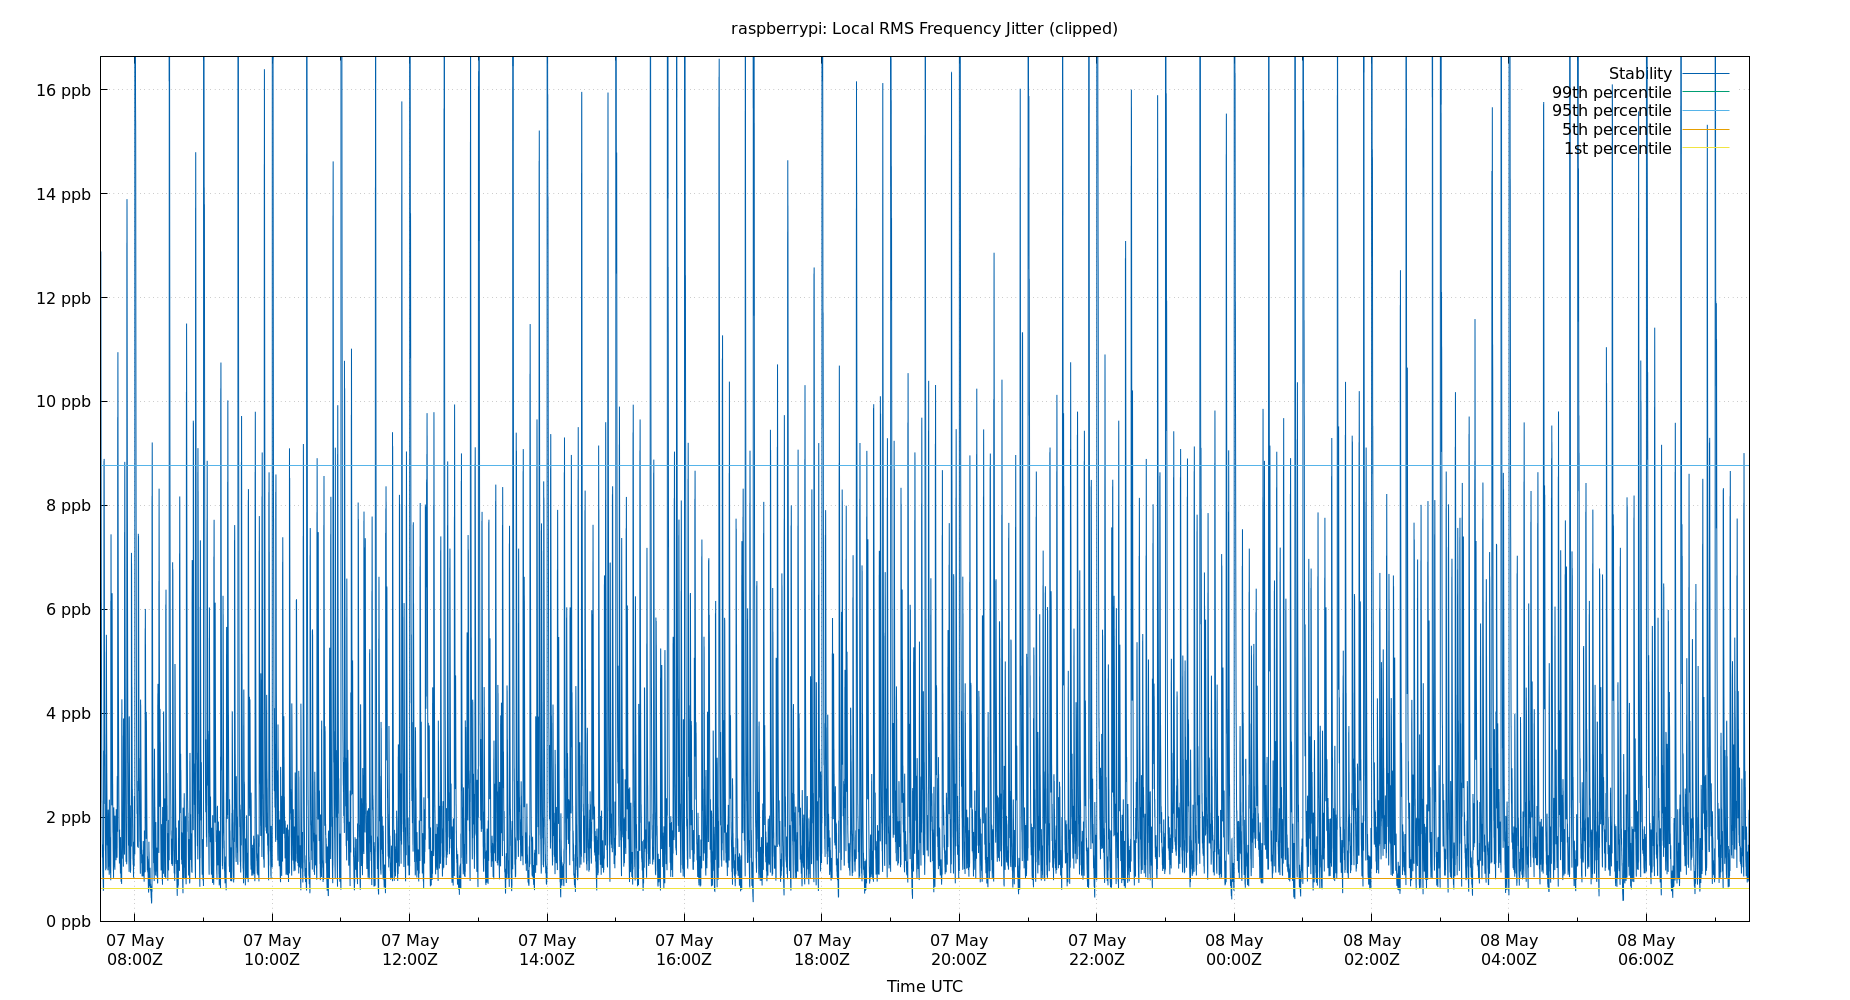 raspberrypi: Local RMS Frequency Jitter (clipped)
Stability
99th percentile
95th percentile
5th percentile
1st percentile
16 ppb
14 ppb
12 ppb
10 ppb
8 ppb
6 ppb
4 ppb
2 ppb
0 ppb
07 May 07 May 07 May 07 May 07 May 07 May 07 May 07 May 08 May 08 May 08 May 08 May
08:00Z 10:00Z 12:00Z 14:00Z 16:00Z 18:00Z 20:00Z 22:00Z 00:00Z 02:00Z 04:00Z 06:00Z
Time UTC